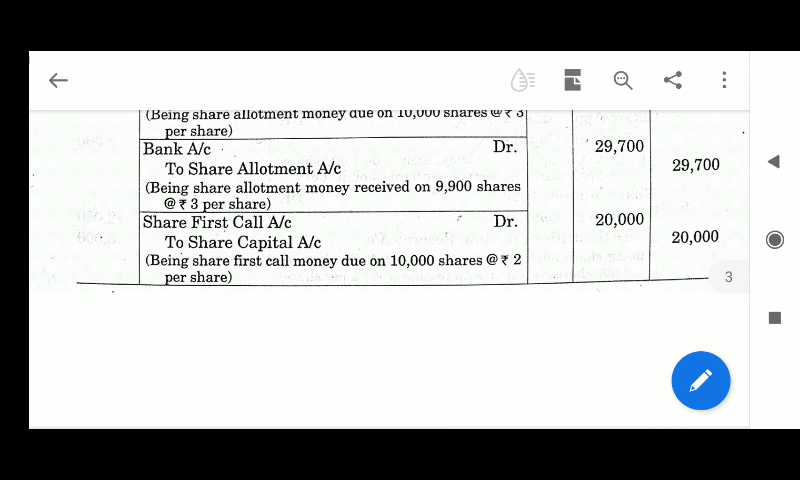 (Being share allotment money due on 10,000 shares @ ₹ 3
per share)
Bank A/c Dr. 29,700
To Share Allotment A/c 29,700
(Being share allotment money received on 9,900 shares
@ ₹ 3 per share)
Share First Call A/c Dr. 20,000
To Share Capital A/c 20,000
(Being share first call money due on 10,000 shares @ ₹ 2
per share)
3